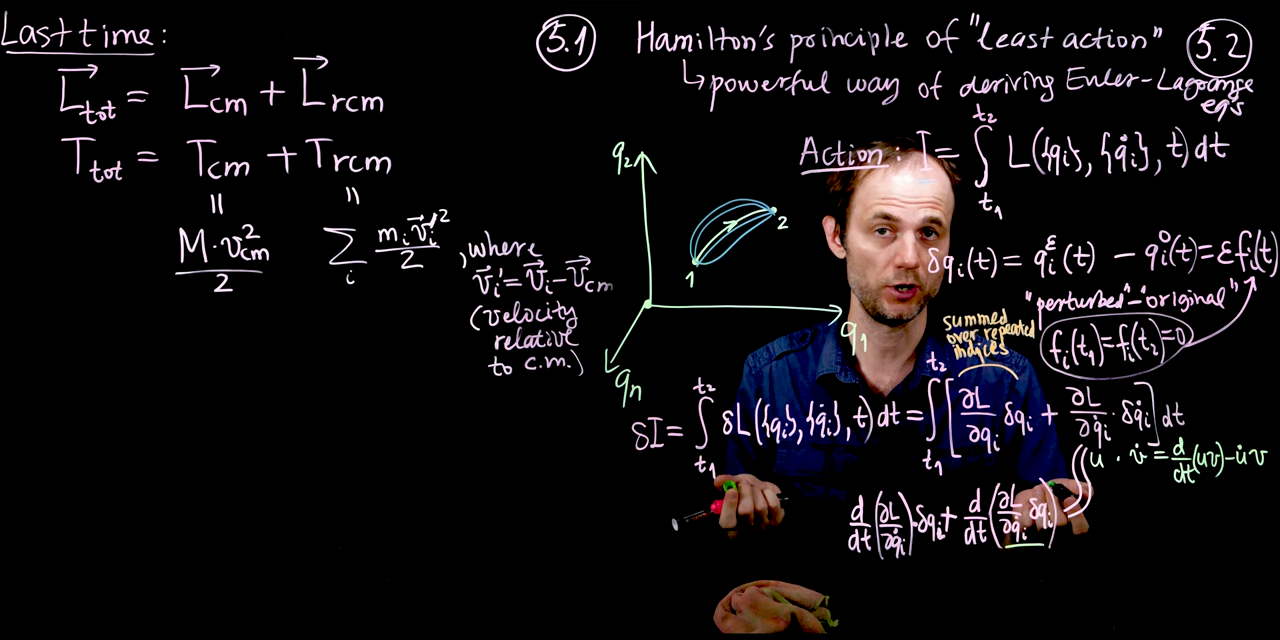 Last time:
L⃗tot = L⃗cm + L⃗rcm
Ttot = Tcm + Trcm
|| ||
M·v²cm / 2 ∑i mi v⃗i'² / 2 , where
v⃗i' = v⃗i − v⃗cm
(velocity
relative
to c.m.)
5.1
Hamilton's principle of "least action"
5.2
↳ powerful way of deriving Euler-Lagrange
eq's
Action: I = ∫t1t2 L({qi}, {q̇i}, t) dt
q2
1
2
q1
qn
δqi(t) = qiε(t) − qi0(t) = εfi(t)
"perturbed" - "original"
fi(t1) = fi(t2) = 0
summed
over repeated
indices
δI = ∫t1t2 δL({qi}, {q̇i}, t) dt = ∫t1t2 [∂L/∂qi δqi + ∂L/∂q̇i · δq̇i] dt
u · v̇ = d/dt(uv) − u̇v
d/dt(∂L/∂q̇i)·δqi + d/dt(∂L/∂q̇i δqi)